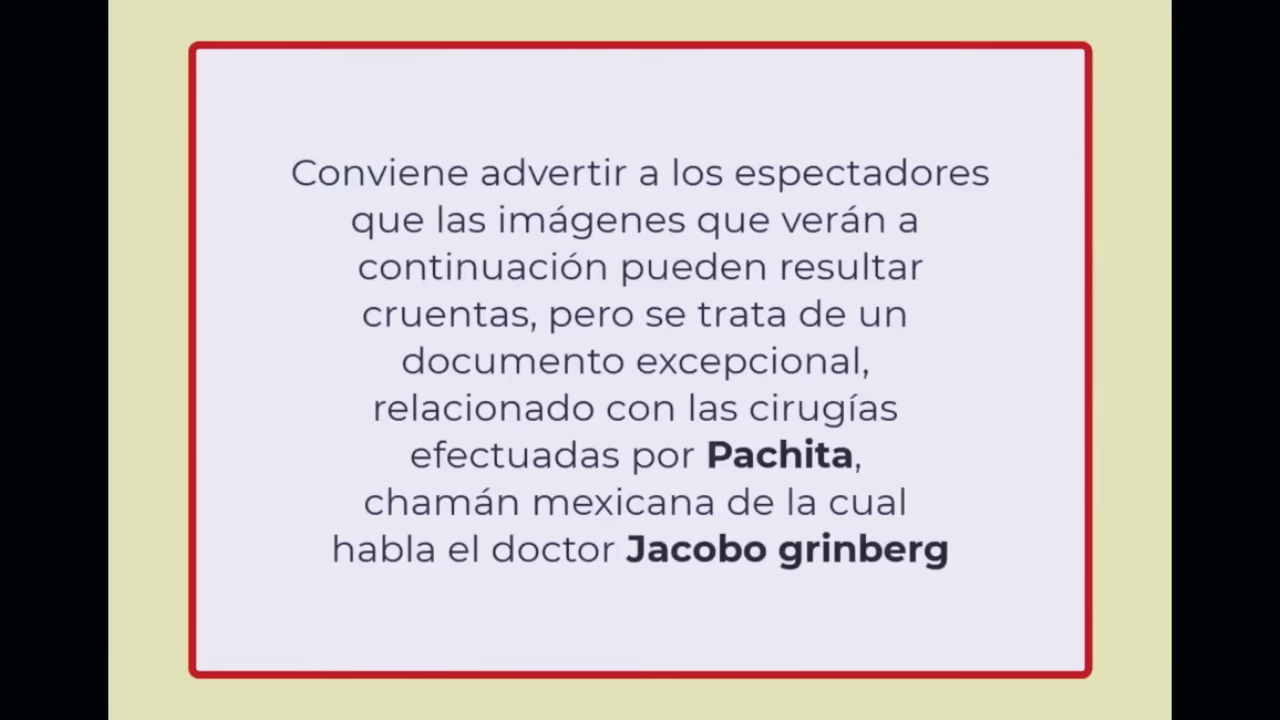 Conviene advertir a los espectadores
que las imágenes que verán a
continuación pueden resultar
cruentas, pero se trata de un
documento excepcional,
relacionado con las cirugías
efectuadas por Pachita,
chamán mexicana de la cual
habla el doctor Jacobo grinberg